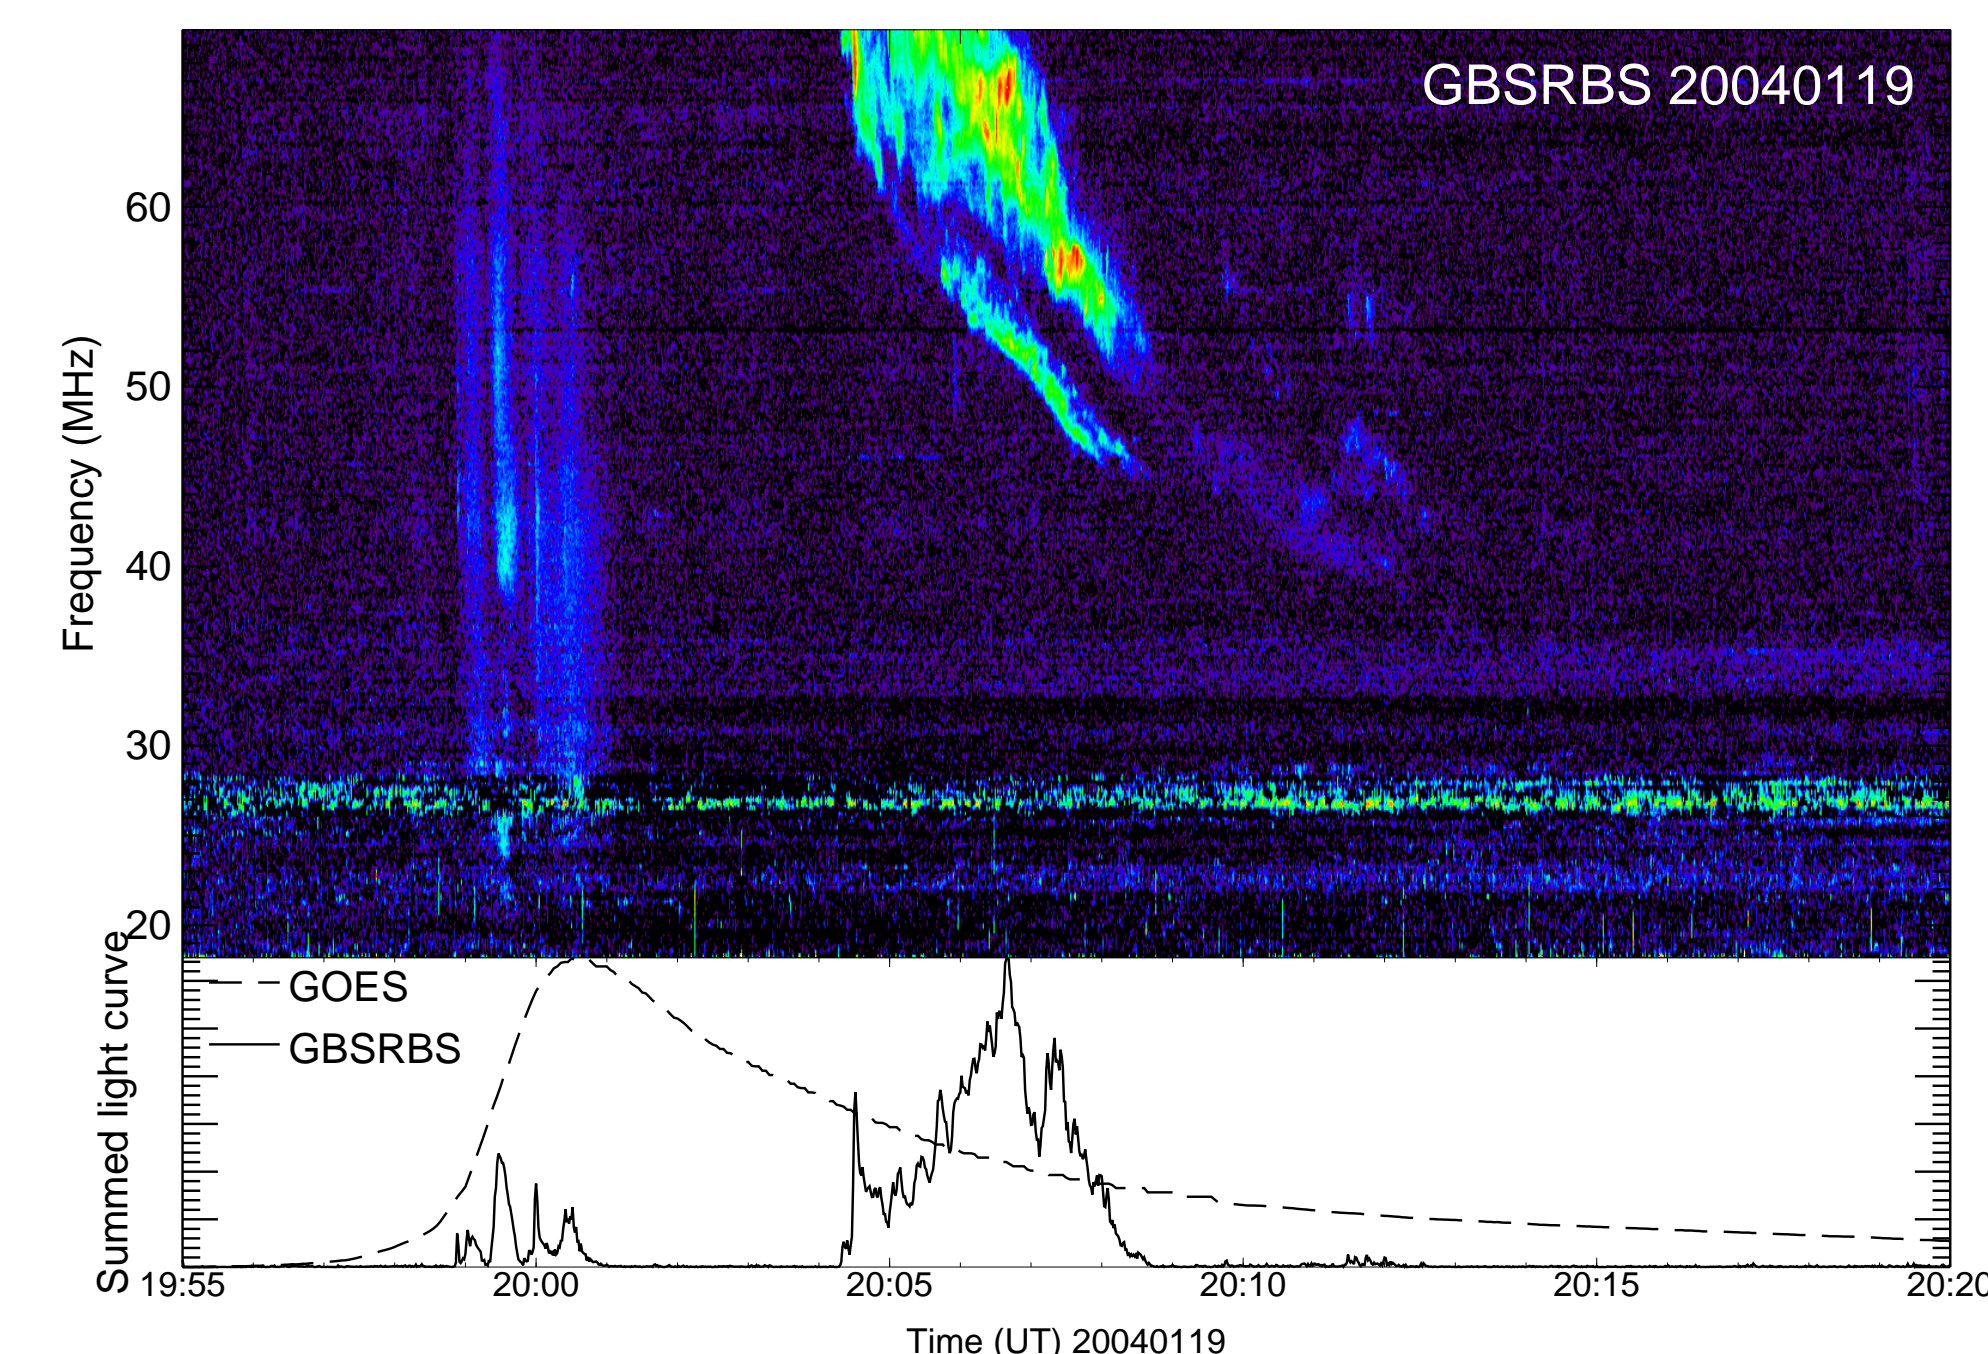 GBSRBS 20040119
60
50
40
30
20
Frequency (MHz)
GOES
GBSRBS
Summed light curve
19:55 20:00 20:05 20:10 20:15 20:20
Time (UT) 20040119